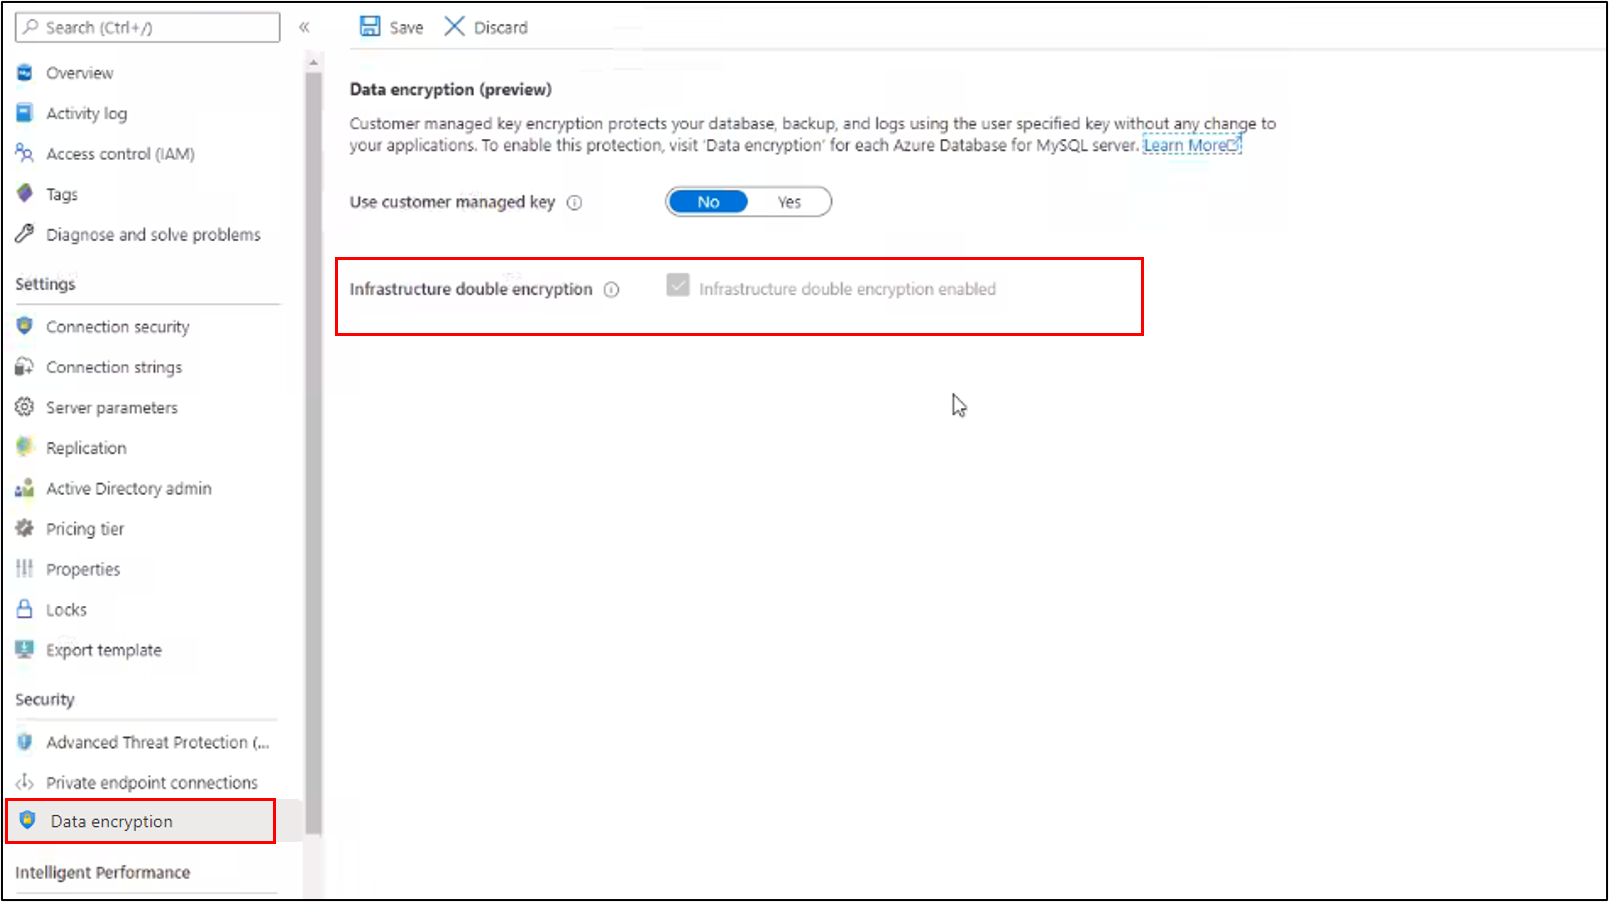 Search (Ctrl+/)
«
Overview
Activity log
Access control (IAM)
Tags
Diagnose and solve problems
Settings
Connection security
Connection strings
Server parameters
Replication
Active Directory admin
Pricing tier
Properties
Locks
Export template
Security
Advanced Threat Protection (...
Private endpoint connections
Data encryption
Intelligent Performance
Save Discard
Data encryption (preview)
Customer managed key encryption protects your database, backup, and logs using the user specified key without any change to
your applications. To enable this protection, visit 'Data encryption' for each Azure Database for MySQL server. Learn More
Use customer managed key No Yes
Infrastructure double encryption Infrastructure double encryption enabled